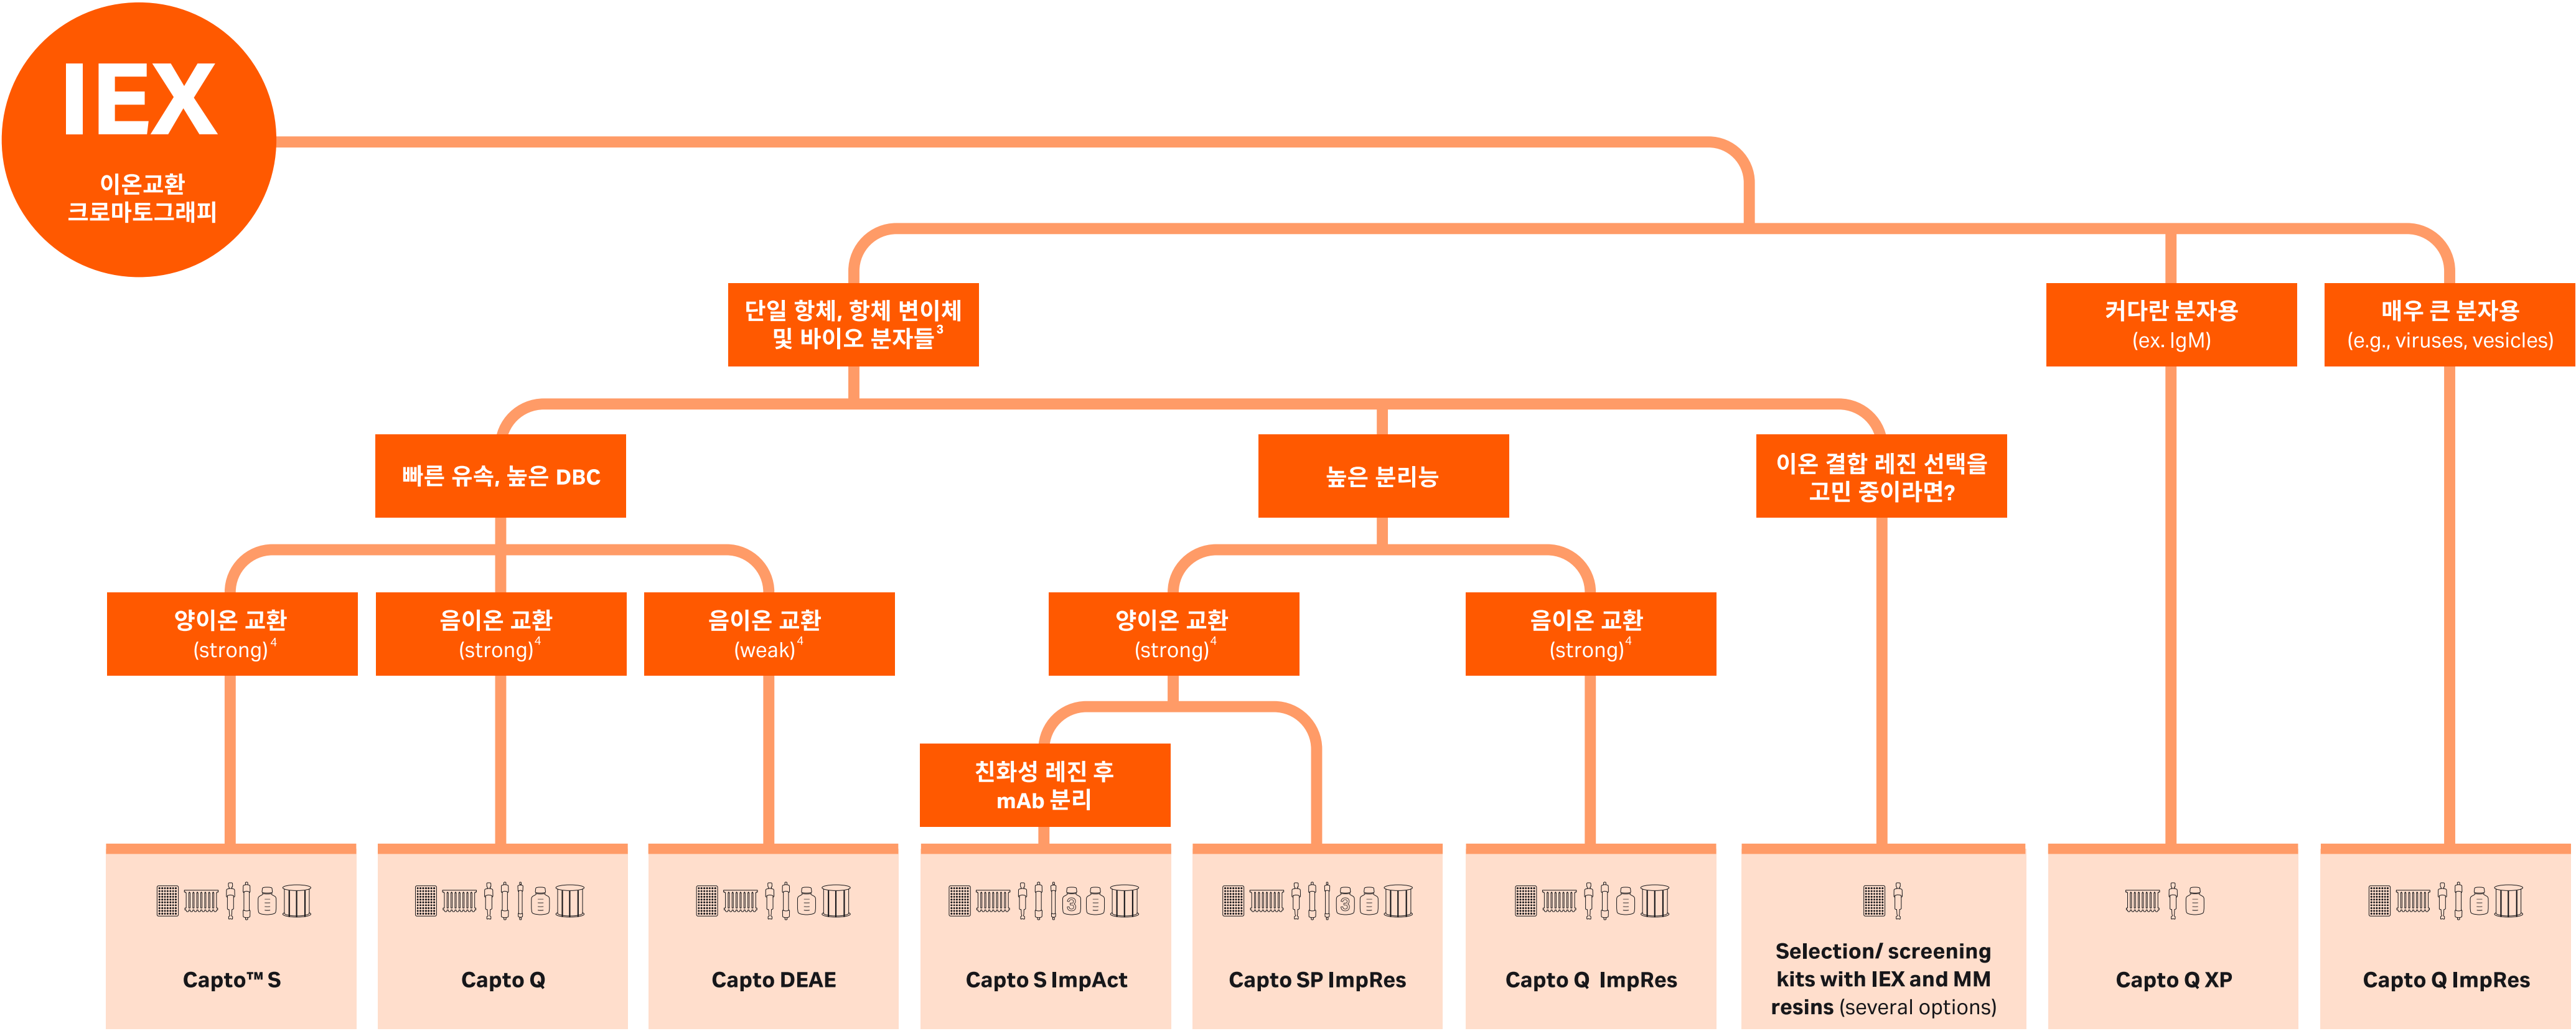 IEX
이온교환
크로마토그래피
단일 항체, 항체 변이체
및 바이오 분자들³
커다란 분자용
(ex. IgM)
매우 큰 분자용
(e.g., viruses, vesicles)
빠른 유속, 높은 DBC
높은 분리능
이온 결합 레진 선택을
고민 중이라면?
양이온 교환
(strong)⁴
음이온 교환
(strong)⁴
음이온 교환
(weak)⁴
양이온 교환
(strong)⁴
음이온 교환
(strong)⁴
친화성 레진 후
mAb 분리
3
3
Capto™ S
Capto Q
Capto DEAE
Capto S ImpAct
Capto SP ImpRes
Capto Q ImpRes
Selection/ screening
kits with IEX and MM
resins (several options)
Capto Q XP
Capto Q ImpRes